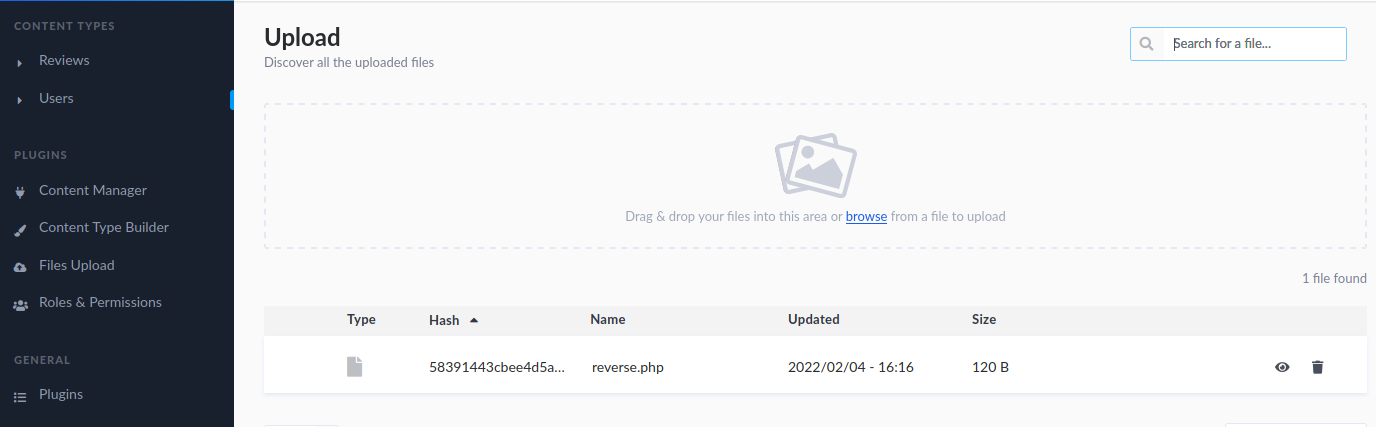 CONTENT TYPES
Reviews
Users
PLUGINS
Content Manager
Content Type Builder
Files Upload
Roles & Permissions
GENERAL
Plugins
Upload
Discover all the uploaded files
Search for a file...
Drag & drop your files into this area or browse from a file to upload
1 file found
Type Hash Name Updated Size
58391443cbee4d5a... reverse.php 2022/02/04 - 16:16 120 B